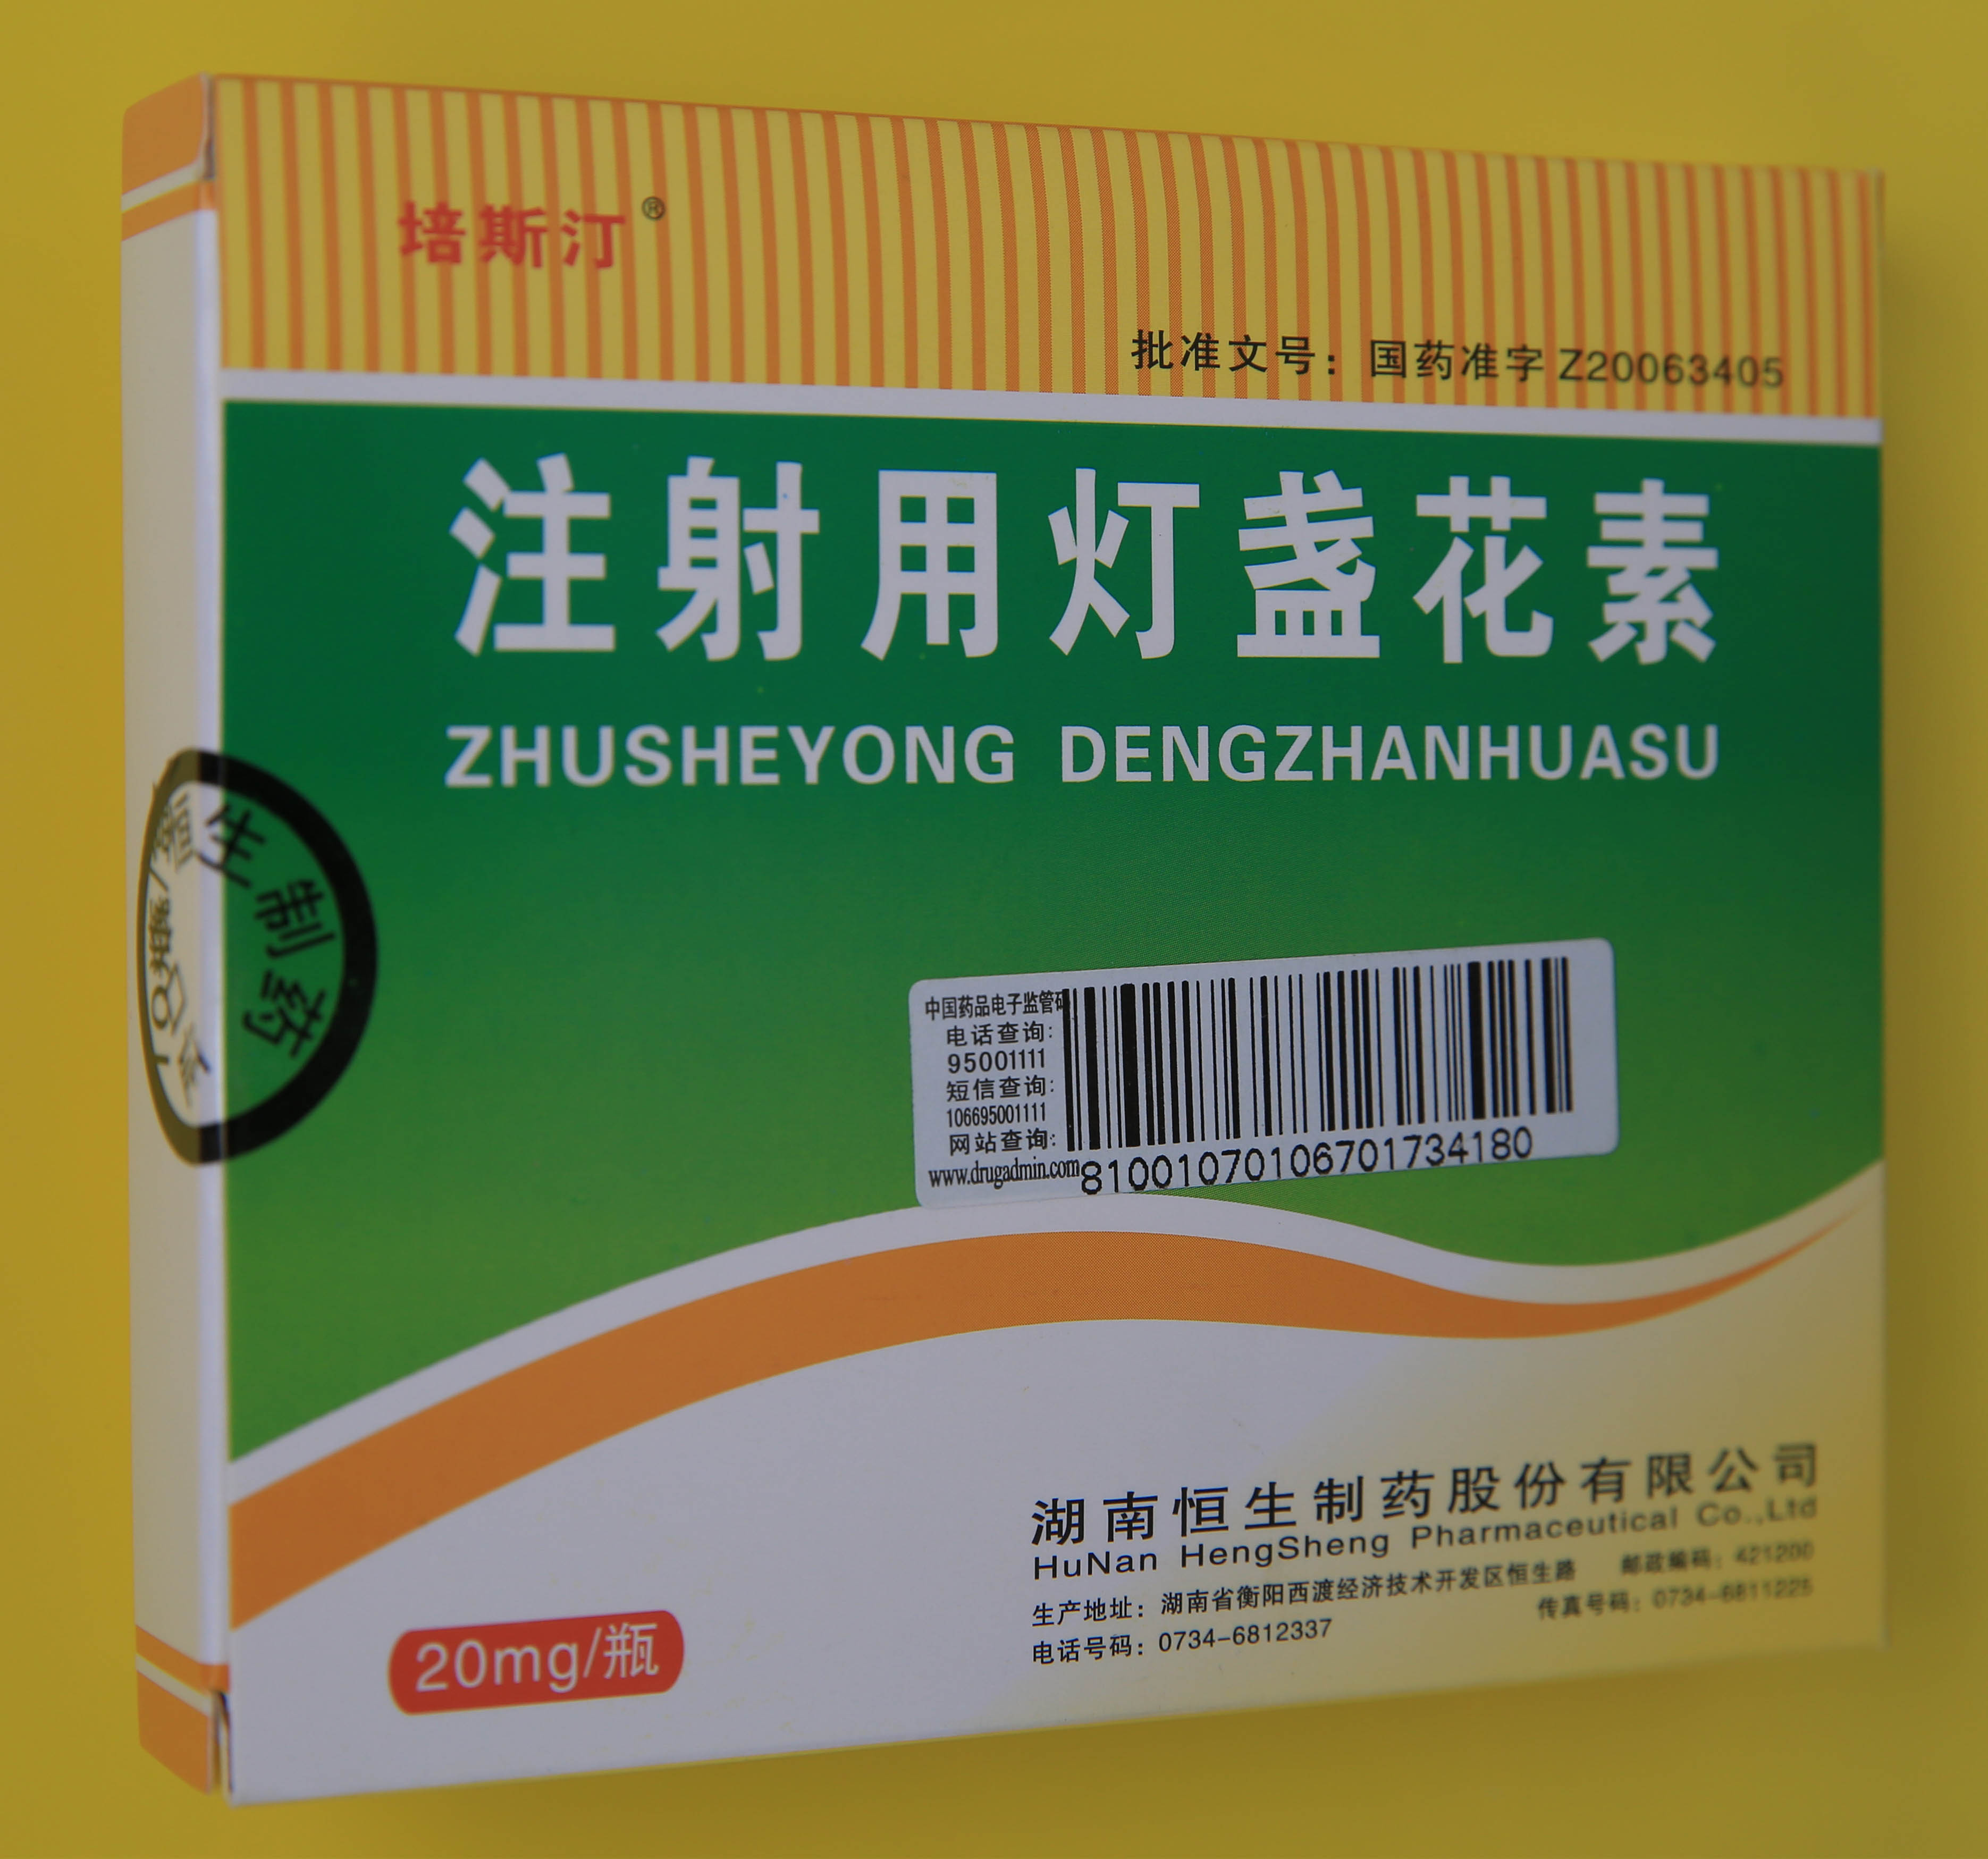 培斯汀®
批准文号：国药准字 Z20063405
注射用灯盏花素
ZHUSHEYONG DENGZHANHUASU
生制药
中国药品电子监管码
电话查询:
95001111
短信查询:
106695001111
网站查询:
www.drugadmin.com
81001070106701734180
湖南恒生制药股份有限公司
HuNan HengSheng Pharmaceutical Co.,Ltd
生产地址：湖南省衡阳西渡经济技术开发区恒生路 邮政编码：421200
电话号码：0734-6812337 传真号码：0734-6811225
20mg/瓶